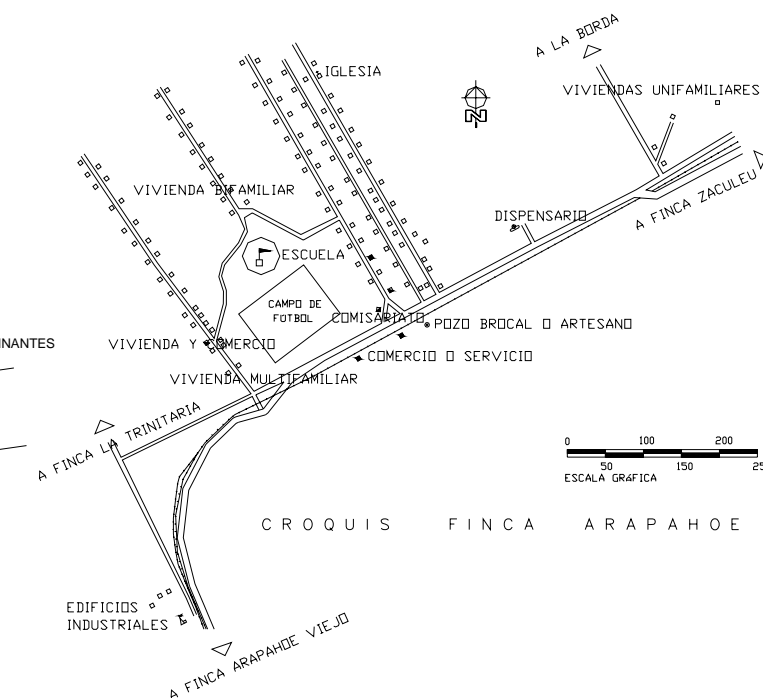 A LA BORDA
IGLESIA
VIVIENDAS UNIFAMILIARES
N
VIVIENDA BIFAMILIAR
A FINCA ZACULEU
DISPENSARIO
ESCUELA
CAMPO DE
FUTBOL
COMISARIATO
POZO BROCAL O ARTESANO
NANTES
VIVIENDA Y COMERCIO
COMERCIO O SERVICIO
VIVIENDA MULTIFAMILIAR
A FINCA LA TRINITARIA
0 100 200
50 150 25
ESCALA GRáFICA
CROQUIS FINCA ARAPAHOE
EDIFICIOS
INDUSTRIALES
A FINCA ARAPAHOE VIEJO